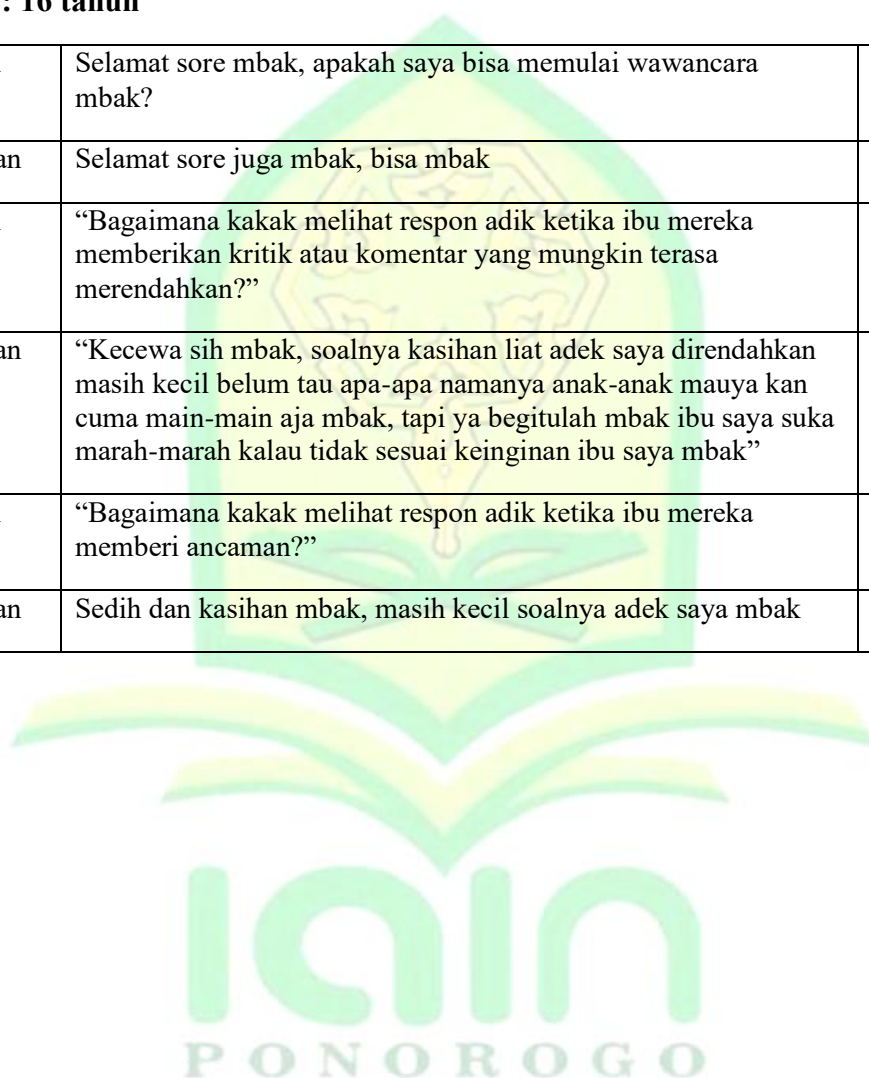 : 16 tahun
Selamat sore mbak, apakah saya bisa memulai wawancara
mbak?
an Selamat sore juga mbak, bisa mbak
“Bagaimana kakak melihat respon adik ketika ibu mereka
memberikan kritik atau komentar yang mungkin terasa
merendahkan?”
an “Kecewa sih mbak, soalnya kasihan liat adek saya direndahkan
masih kecil belum tau apa-apa namanya anak-anak mauya kan
cuma main-main aja mbak, tapi ya begitulah mbak ibu saya suka
marah-marah kalau tidak sesuai keinginan ibu saya mbak”
“Bagaimana kakak melihat respon adik ketika ibu mereka
memberi ancaman?”
an Sedih dan kasihan mbak, masih kecil soalnya adek saya mbak
iain
PONOROGO